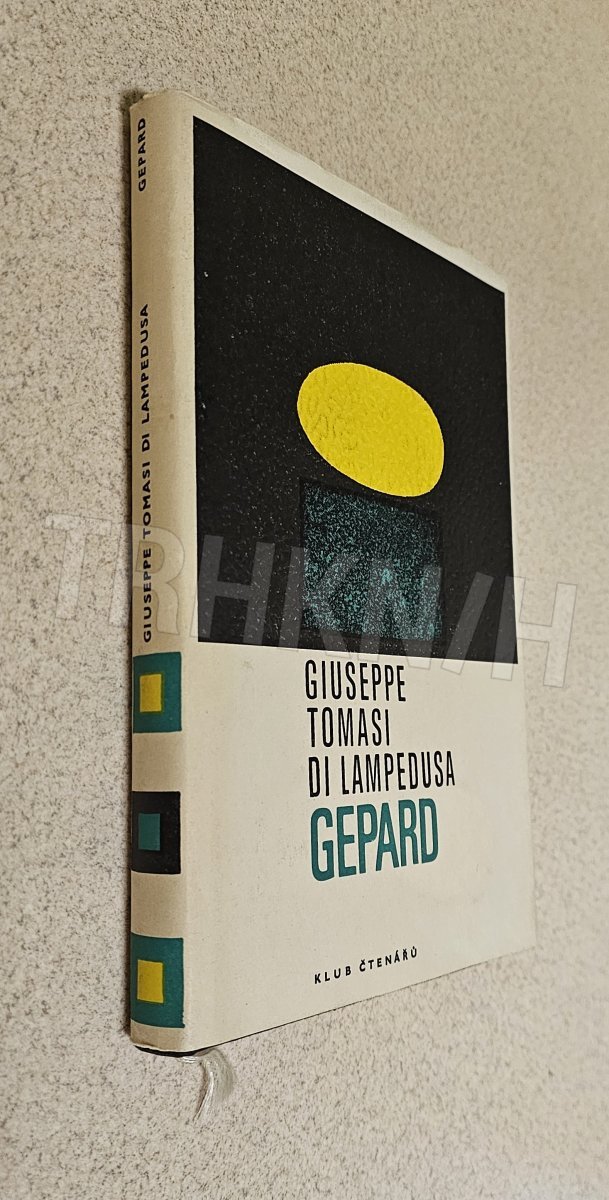 GEPARD
GIUSEPPE TOMASI DI LAMPEDUSA
TRHKNIH
GIUSEPPE
TOMASI
DI LAMPEDUSA
GEPARD
KLUB ČTENÁŘŮ